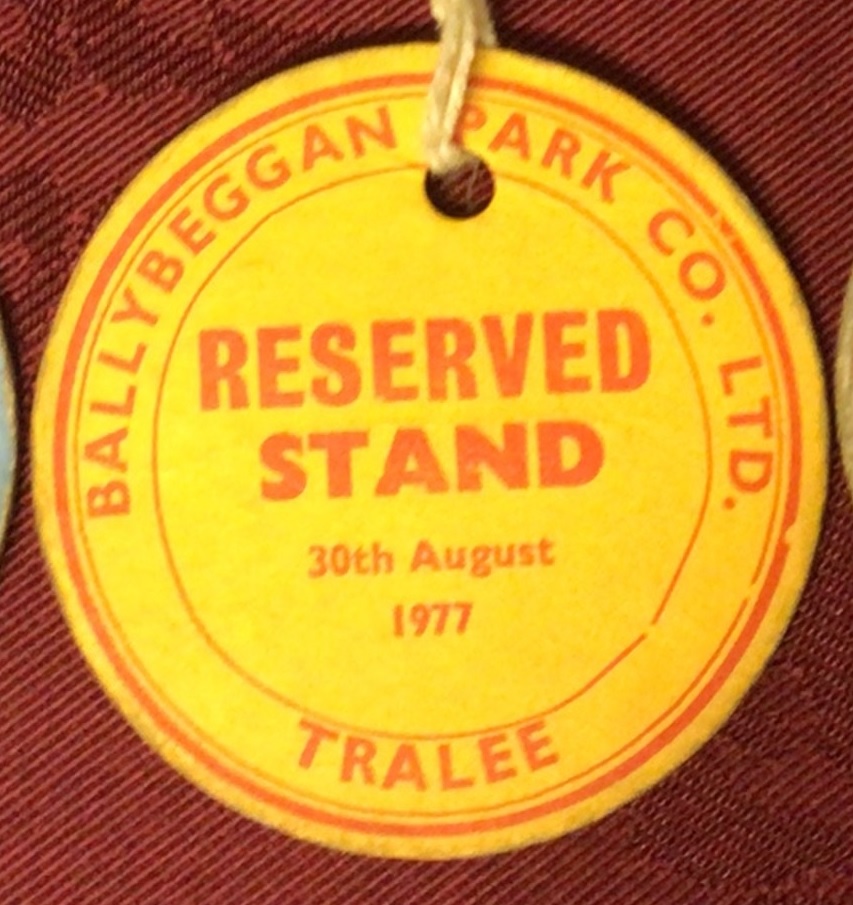 BALLYBEGGAN PARK CO. LTD.
RESERVED
STAND
30th August
1977
TRALEE